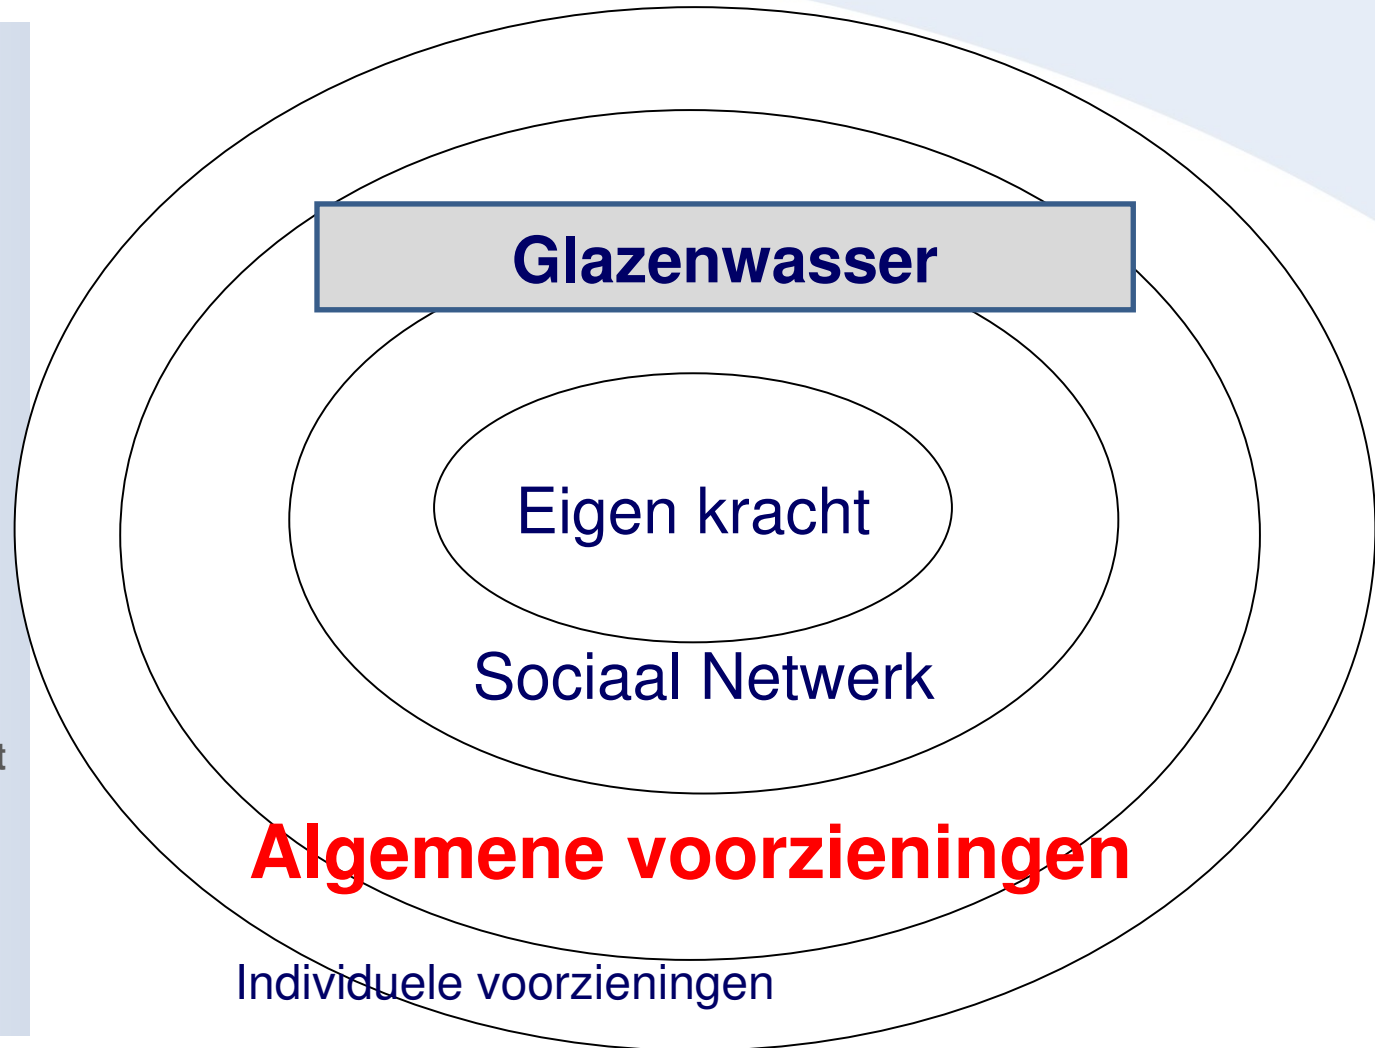 Glazenwasser
Eigen kracht
Sociaal Netwerk
t
Algemene voorzieningen
Individuele voorzieningen